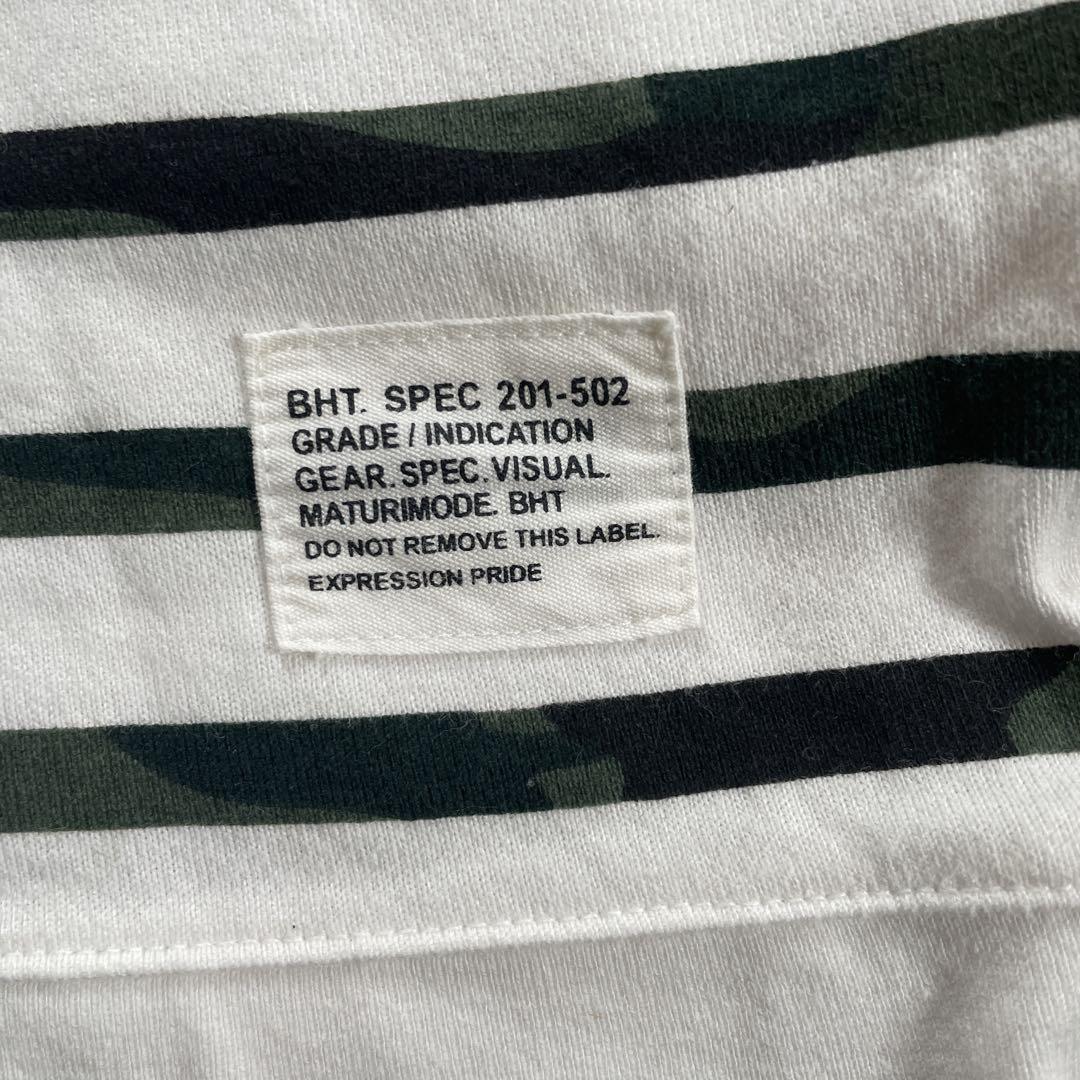 BHT. SPEC 201-502
GRADE / INDICATION
GEAR. SPEC. VISUAL.
MATURIMODE. BHT
DO NOT REMOVE THIS LABEL.
EXPRESSION PRIDE